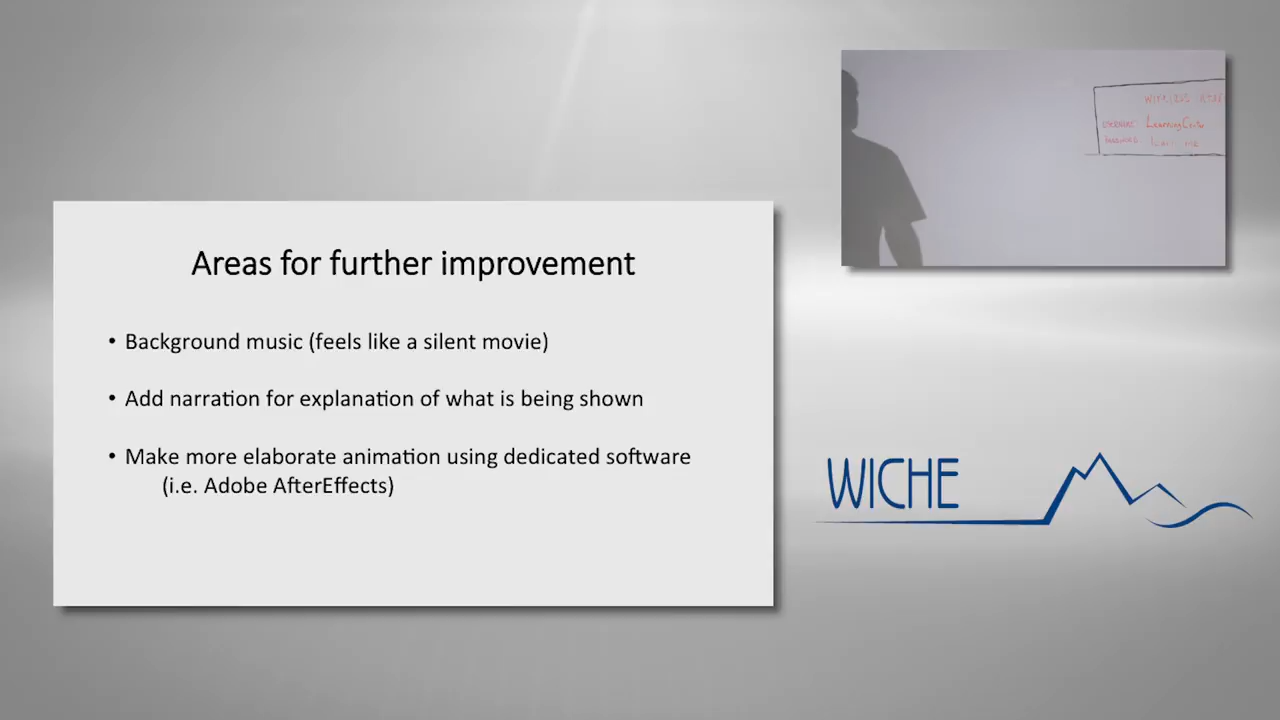 Areas for further improvement
• Background music (feels like a silent movie)
• Add narration for explanation of what is being shown
• Make more elaborate animation using dedicated software
(i.e. Adobe AfterEffects)
LearningCenter
WICHE